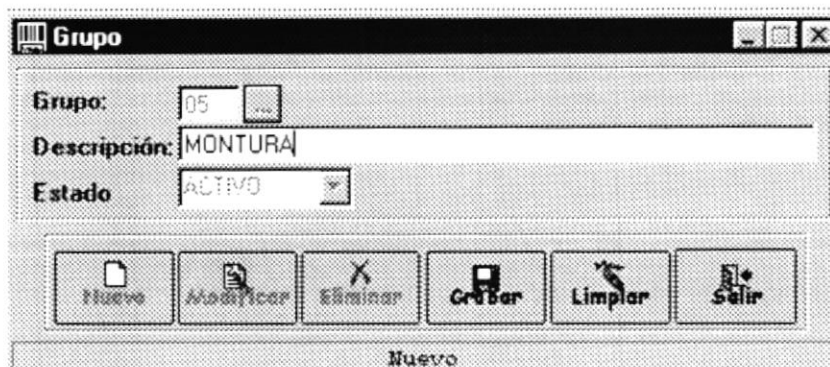 Grupo
Grupo: 05 ...
Descripción: MONTURA
Estado ACTIVO
Nuevo Modificar Eliminar Grabar Limpiar Salir
Nuevo